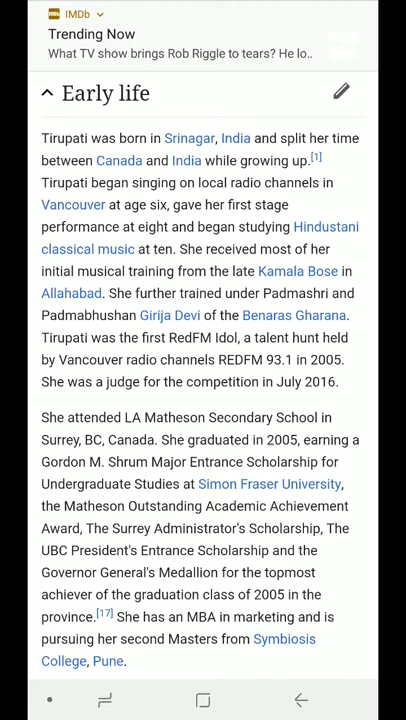 IMDb
Trending Now
What TV show brings Rob Riggle to tears? He lo..
Early life
Tirupati was born in Srinagar, India and split her time
between Canada and India while growing up.[1]
Tirupati began singing on local radio channels in
Vancouver at age six, gave her first stage
performance at eight and began studying Hindustani
classical music at ten. She received most of her
initial musical training from the late Kamala Bose in
Allahabad. She further trained under Padmashri and
Padmabhushan Girija Devi of the Benaras Gharana.
Tirupati was the first RedFM Idol, a talent hunt held
by Vancouver radio channels REDFM 93.1 in 2005.
She was a judge for the competition in July 2016.
She attended LA Matheson Secondary School in
Surrey, BC, Canada. She graduated in 2005, earning a
Gordon M. Shrum Major Entrance Scholarship for
Undergraduate Studies at Simon Fraser University,
the Matheson Outstanding Academic Achievement
Award, The Surrey Administrator's Scholarship, The
UBC President's Entrance Scholarship and the
Governor General's Medallion for the topmost
achiever of the graduation class of 2005 in the
province.[17] She has an MBA in marketing and is
pursuing her second Masters from Symbiosis
College, Pune.